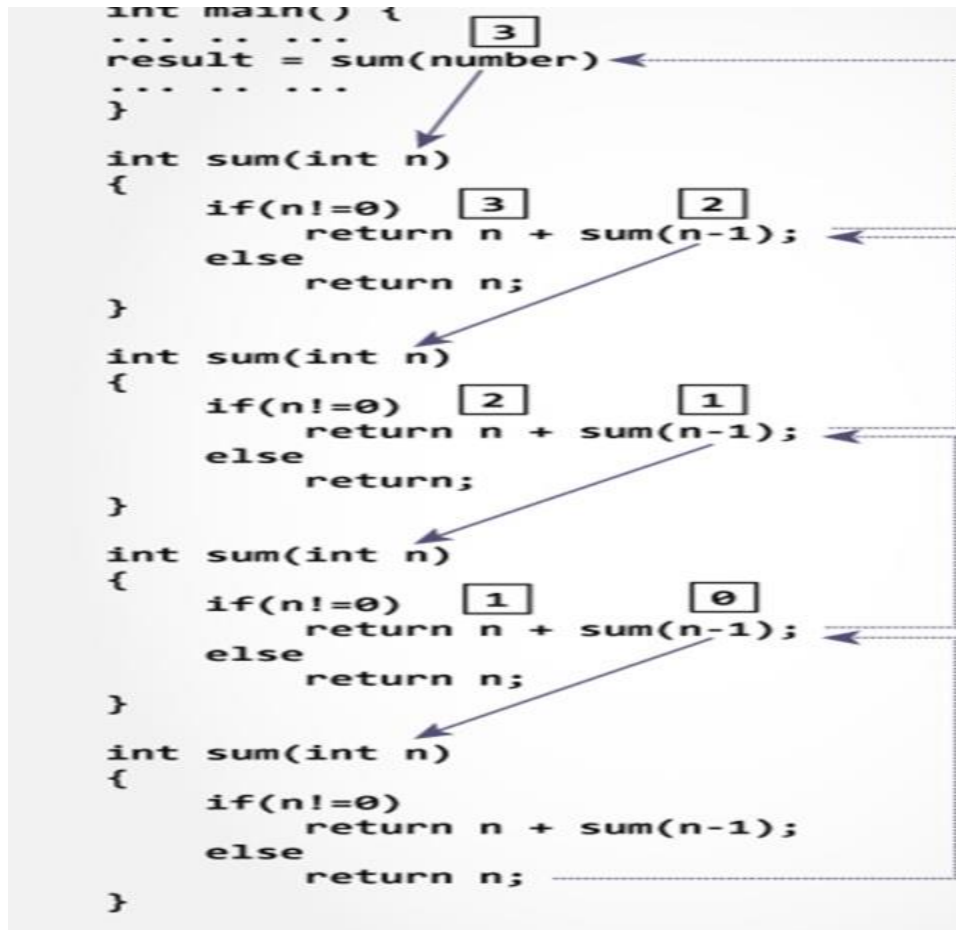 int main() {
... .. ...
3
result = sum(number)
... .. ...
}
int sum(int n)
{
if(n!=0) 3 2
return n + sum(n-1);
else
return n;
}
int sum(int n)
{
if(n!=0) 2 1
return n + sum(n-1);
else
return;
}
int sum(int n)
{
if(n!=0) 1 0
return n + sum(n-1);
else
return n;
}
int sum(int n)
{
if(n!=0)
return n + sum(n-1);
else
return n;
}